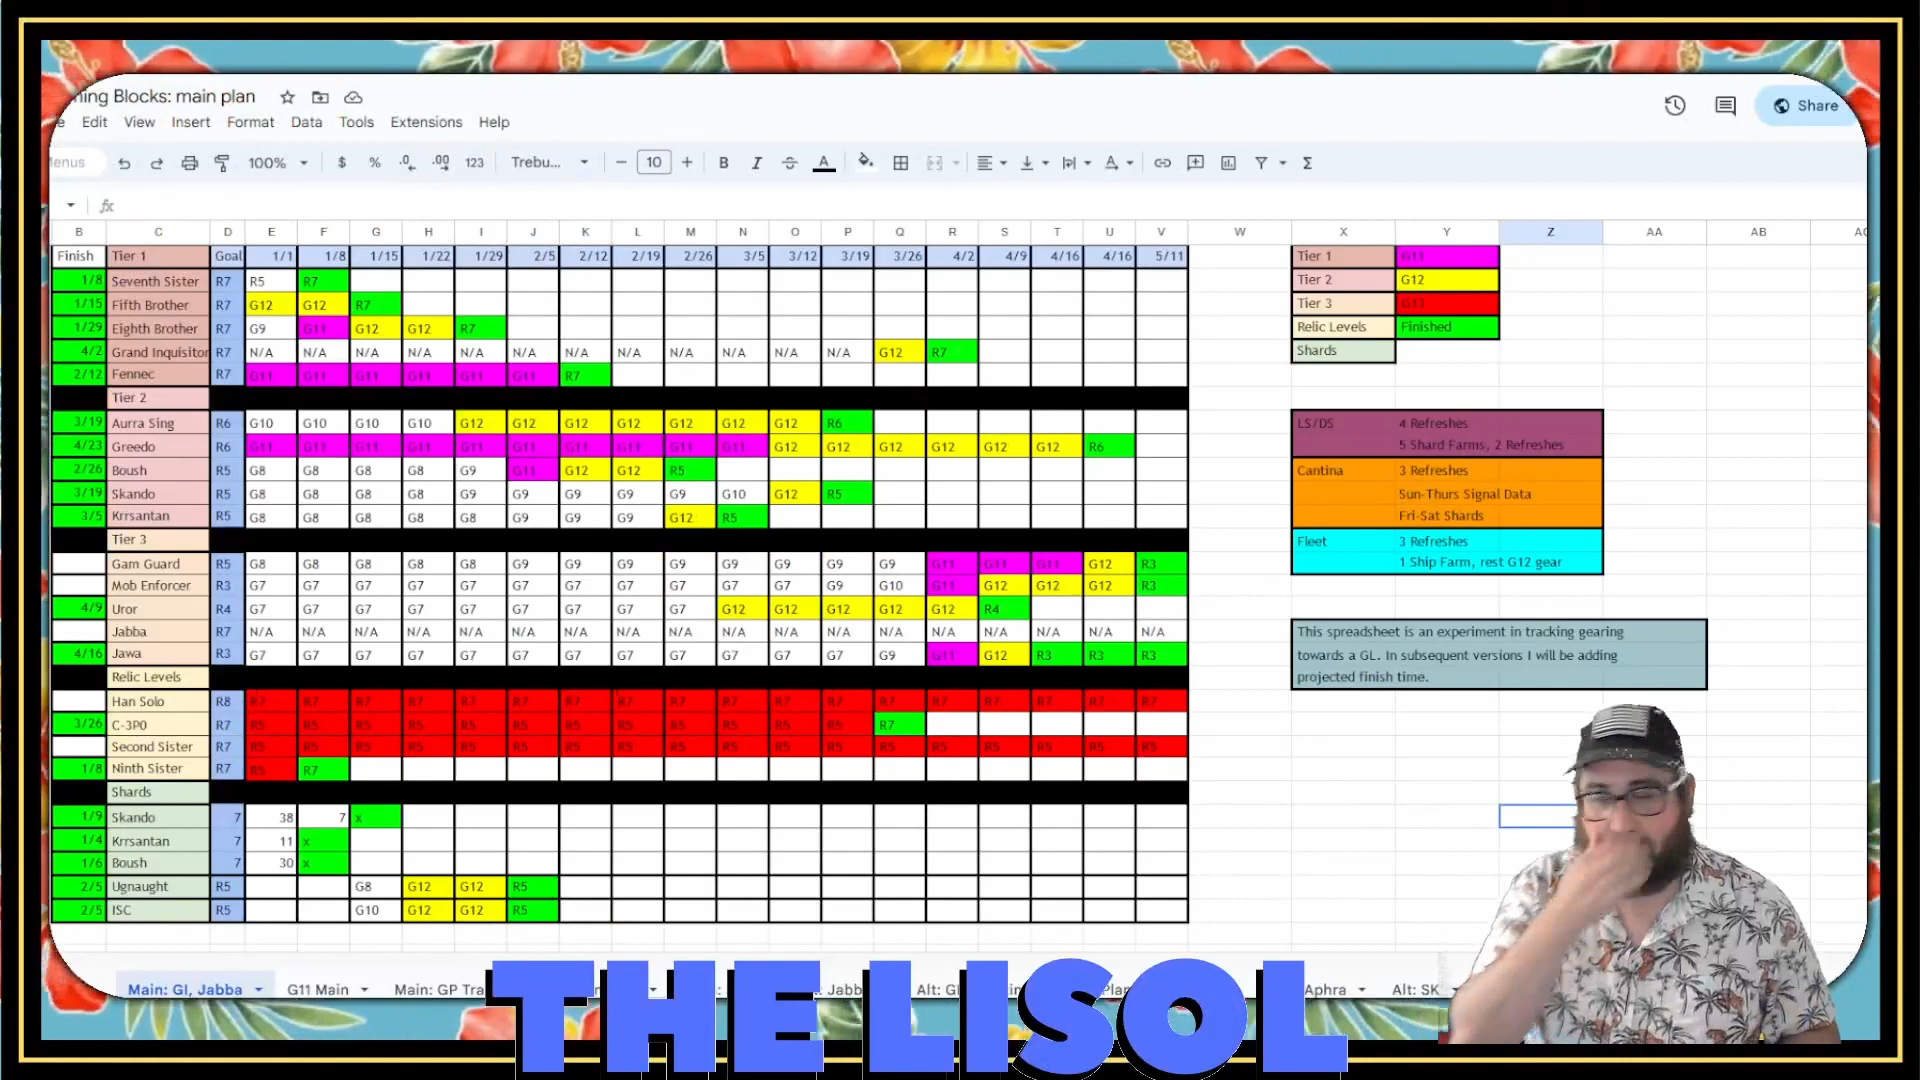 ning Blocks: main plan
e Edit View Insert Format Data Tools Extensions Help
Share
Menus 100% $ % .0 .00 123 Trebu... 10 B I A Σ
fx
B C D E F G H I J K L M N O P Q R S T U V W X Y Z AA AB AC
Finish Tier 1 Goal 1/1 1/8 1/15 1/22 1/29 2/5 2/12 2/19 2/26 3/5 3/12 3/19 3/26 4/2 4/9 4/16 4/16 5/11 Tier 1 G11
1/8 Seventh Sister R7 R5 R7 Tier 2 G12
1/15 Fifth Brother R7 G12 G12 R7 Tier 3 G13
1/29 Eighth Brother R7 G9 G11 G12 G12 R7 Relic Levels Finished
4/2 Grand Inquisitor R7 N/A N/A N/A N/A N/A N/A N/A N/A N/A N/A N/A N/A G12 R7 Shards
2/12 Fennec R7 G11 G11 G11 G11 G11 G11 R7
Tier 2
3/19 Aurra Sing R6 G10 G10 G10 G10 G12 G12 G12 G12 G12 G12 G12 R6 LS/DS 4 Refreshes
4/23 Greedo R6 G11 G11 G11 G11 G11 G11 G11 G11 G11 G11 G12 G12 G12 G12 G12 G12 R6 5 Shard Farms, 2 Refreshes
2/26 Boush R5 G8 G8 G8 G8 G9 G11 G12 G12 R5 Cantina 3 Refreshes
3/19 Skando R5 G8 G8 G8 G8 G9 G9 G9 G9 G9 G10 G12 R5 Sun-Thurs Signal Data
3/5 Krrsantan R5 G8 G8 G8 G8 G9 G9 G9 G9 G12 R5 Fri-Sat Shards
Tier 3 Fleet 3 Refreshes
Gam Guard R5 G8 G8 G8 G8 G8 G9 G9 G9 G9 G9 G9 G9 G9 G11 G11 G11 G12 R3 1 Ship Farm, rest G12 gear
Mob Enforcer R3 G7 G7 G7 G7 G7 G7 G7 G7 G7 G7 G7 G9 G10 G11 G12 G12 G12 R3
4/9 Uror R4 G7 G7 G7 G7 G7 G7 G7 G7 G7 G12 G12 G12 G12 G12 R4
Jabba R7 N/A N/A N/A N/A N/A N/A N/A N/A N/A N/A N/A N/A N/A N/A N/A N/A N/A N/A This spreadsheet is an experiment in tracking gearing
4/16 Jawa R3 G7 G7 G7 G7 G7 G7 G7 G7 G7 G7 G7 G7 G9 G11 G12 R3 R3 R3 towards a GL. In subsequent versions I will be adding
Relic Levels projected finish time.
Han Solo R8 R7 R7 R7 R7 R7 R7 R7 R7 R7 R7 R7 R7 R7 R7 R7 R7 R7 R7
3/26 C-3P0 R7 R5 R5 R5 R5 R5 R5 R5 R5 R5 R5 R5 R5 R7
Second Sister R7 R5 R5 R5 R5 R5 R5 R5 R5 R5 R5 R5 R5 R5 R5 R5 R5 R5 R5
1/8 Ninth Sister R7 R5 R7
Shards
1/9 Skando 7 38 7 x
1/4 Krrsantan 7 11 x
1/6 Boush 7 30 x
2/5 Ugnaught R5 G8 G12 G12 R5
2/5 ISC R5 G10 G12 G12 R5
Main: GI, Jabba G11 Main Main: GP Tra Jabb Alt: G Plan Aphra Alt: SK
THE LISOL